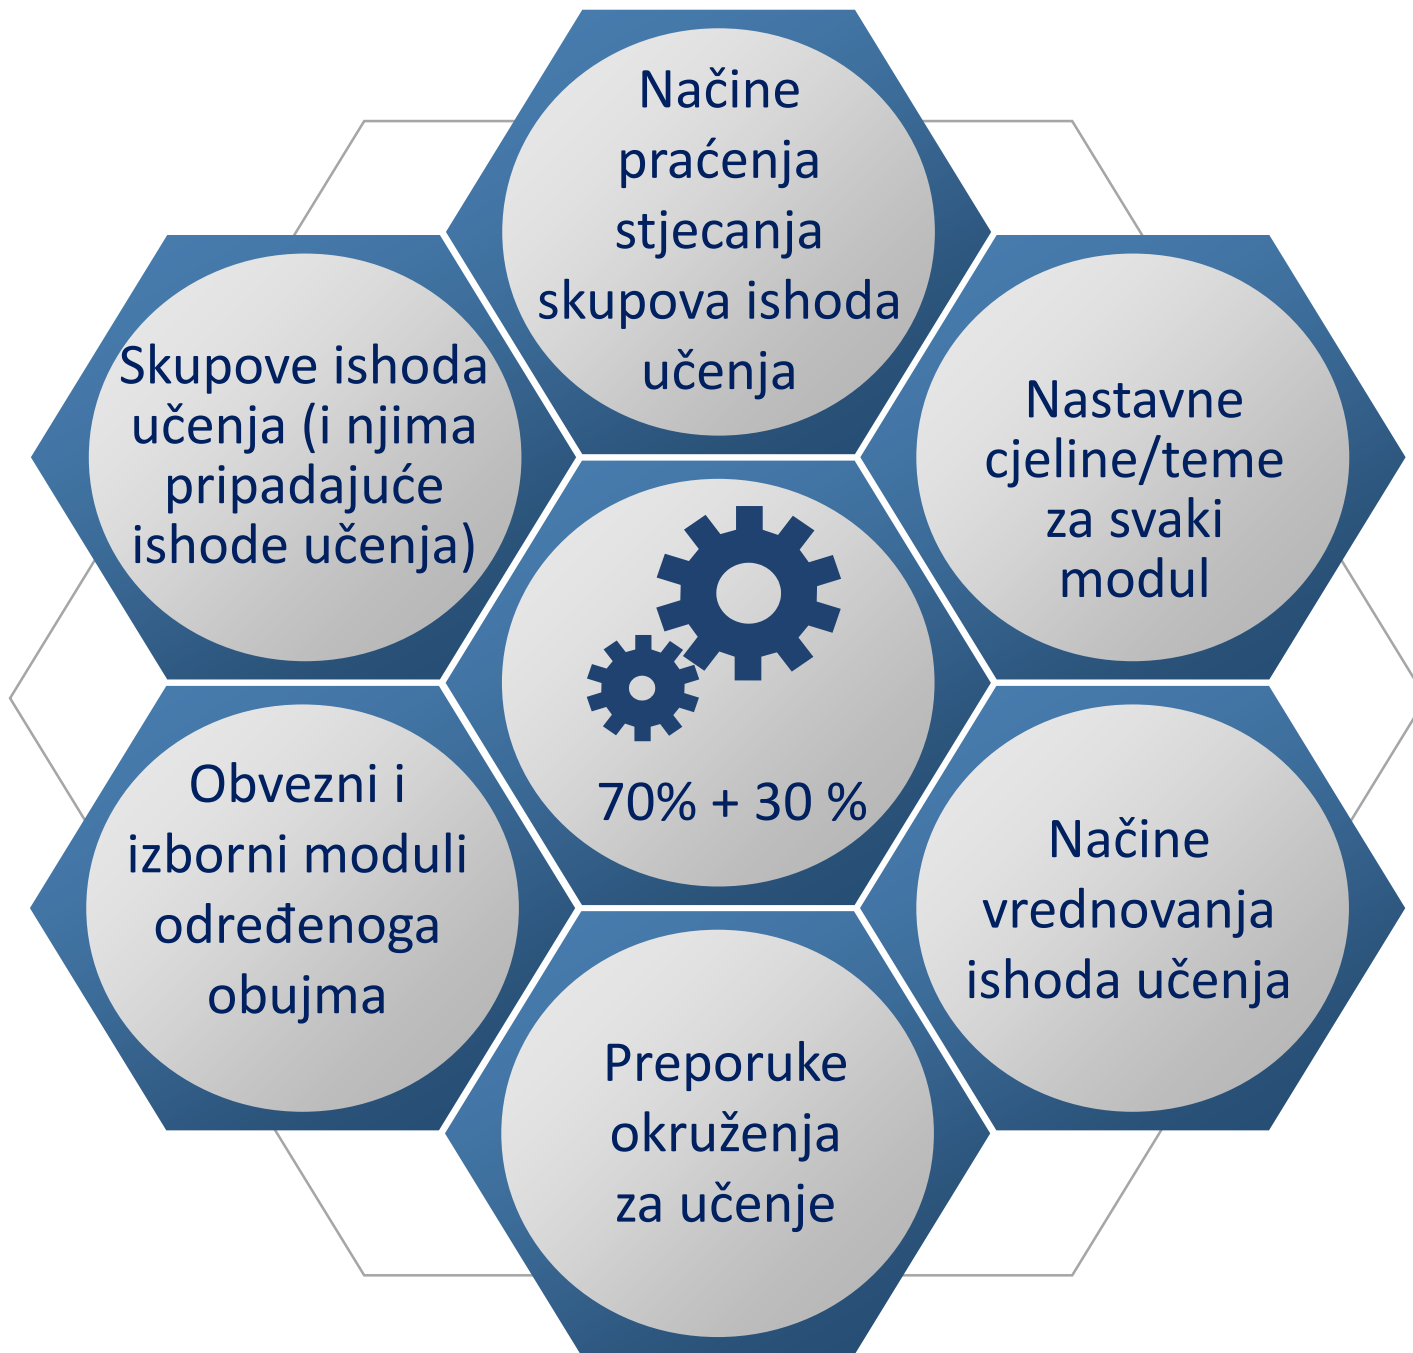 Načine
praćenja
stjecanja
skupova ishoda
učenja
Skupove ishoda
učenja (i njima
pripadajuće
ishode učenja)
Nastavne
cjeline/teme
za svaki
modul
70% + 30 %
Obvezni i
izborni moduli
određenoga
obujma
Načine
vrednovanja
ishoda učenja
Preporuke
okruženja
za učenje